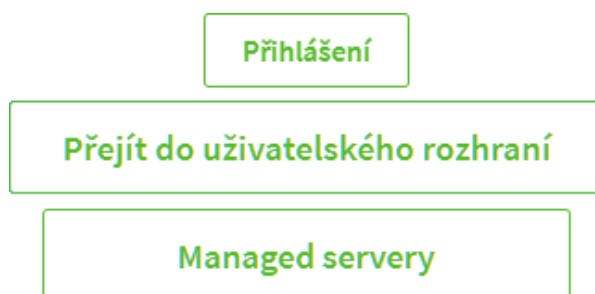 Přihlášení
Přejít do uživatelského rozhraní
Managed servery